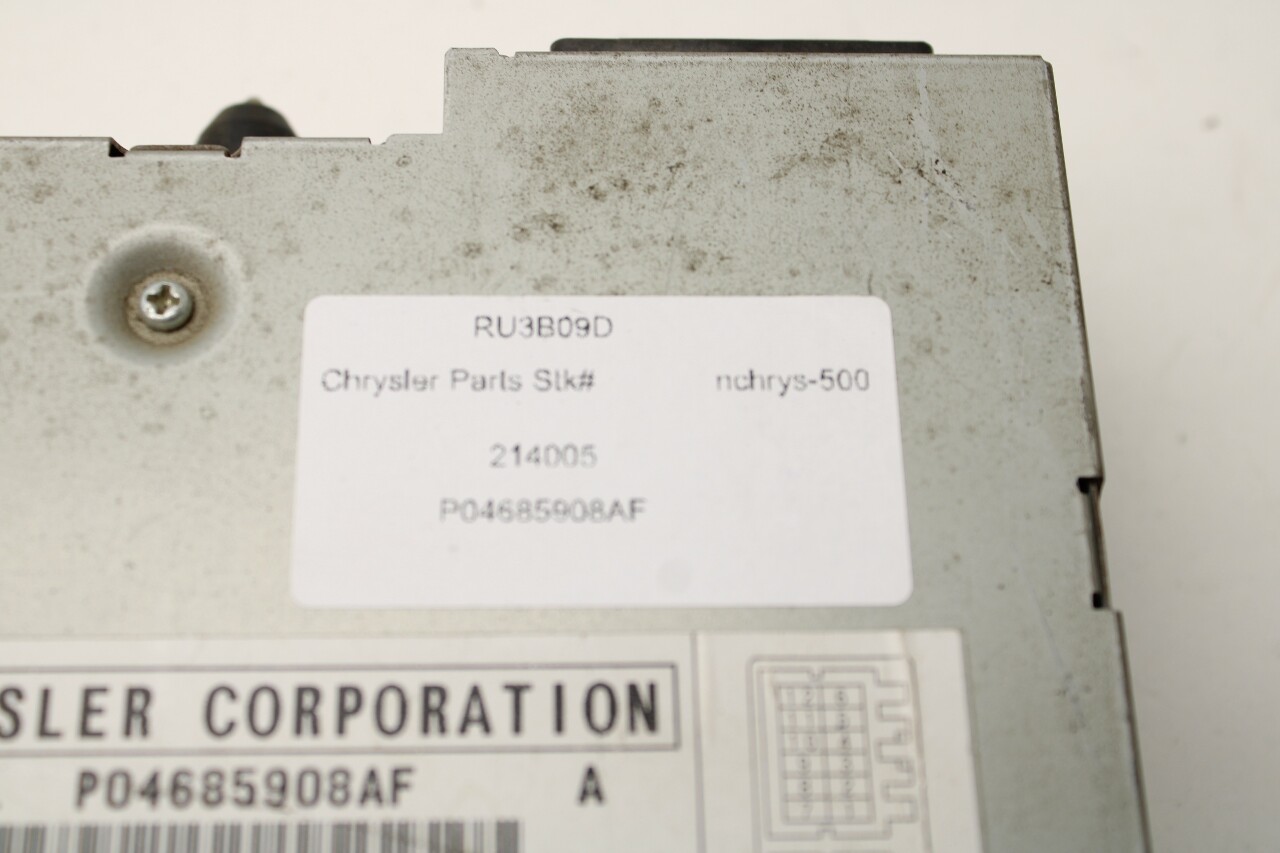 RU3B09D
Chrysler Parts Stk# nchrys-500
214005
P04685908AF
SLER CORPORATION
P04685908AF A